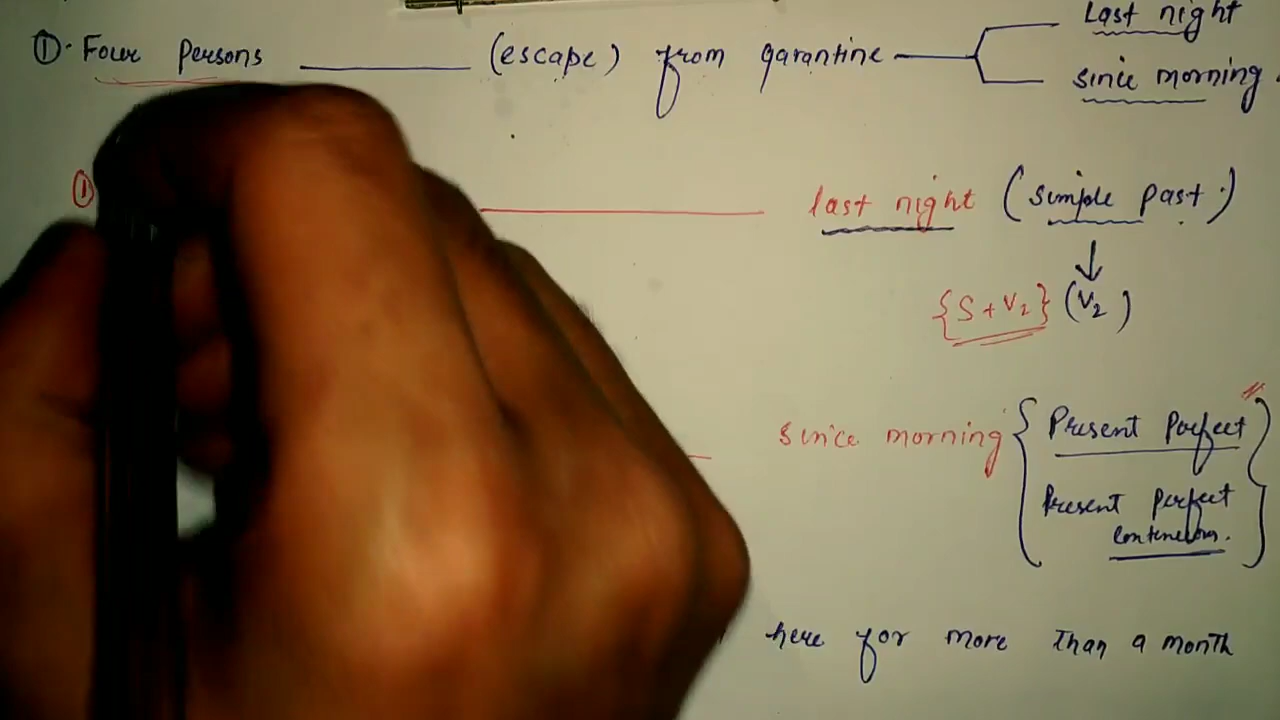 Last night
①. Four Persons ________ (escape) from qarantine
since morning.
① last night (simple past.)
{S + V₂} (V₂)
since morning { Present Perfect }
Present Perfect
Contenuous.
here for more than a month